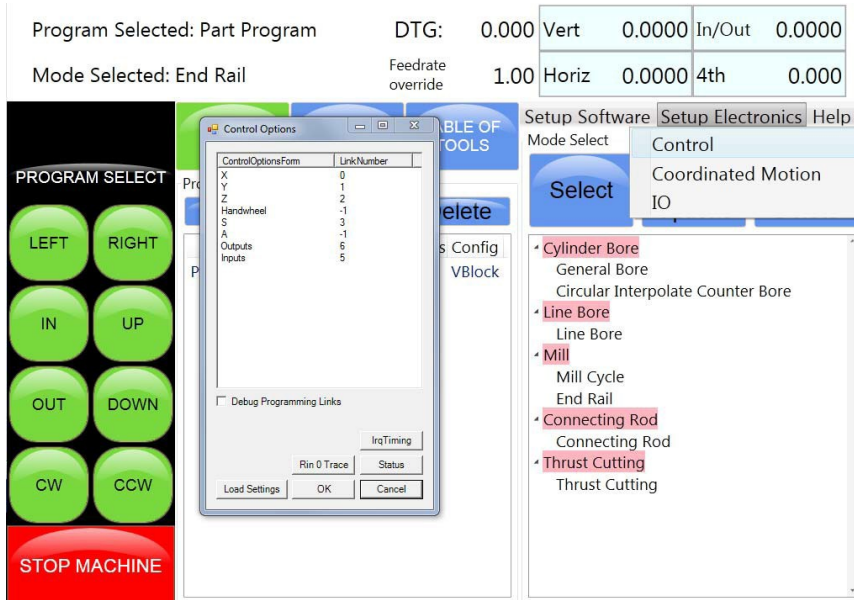 Program Selected: Part Program
DTG: 0.000
Vert 0.0000
In/Out 0.0000
Mode Selected: End Rail
Feedrate
override
1.00
Horiz 0.0000
4th 0.000
PROGRAM SELECT
LEFT RIGHT
IN UP
OUT DOWN
CW CCW
STOP MACHINE
OF
TOOLS
s Config
VBlock
Control Options
ControlOptionsForm LinkNumber
X 0
Y 1
Z 2
Handwheel -1
S 3
A -1
Outputs 6
Inputs 5
Debug Programming Links
IrqTiming
Rin 0 Trace Status
Load Settings OK Cancel
Setup Software Setup Electronics Help
Mode Select
Control
Coordinated Motion
IO
Select
Cylinder Bore
General Bore
Circular Interpolate Counter Bore
Line Bore
Line Bore
Mill
Mill Cycle
End Rail
Connecting Rod
Connecting Rod
Thrust Cutting
Thrust Cutting